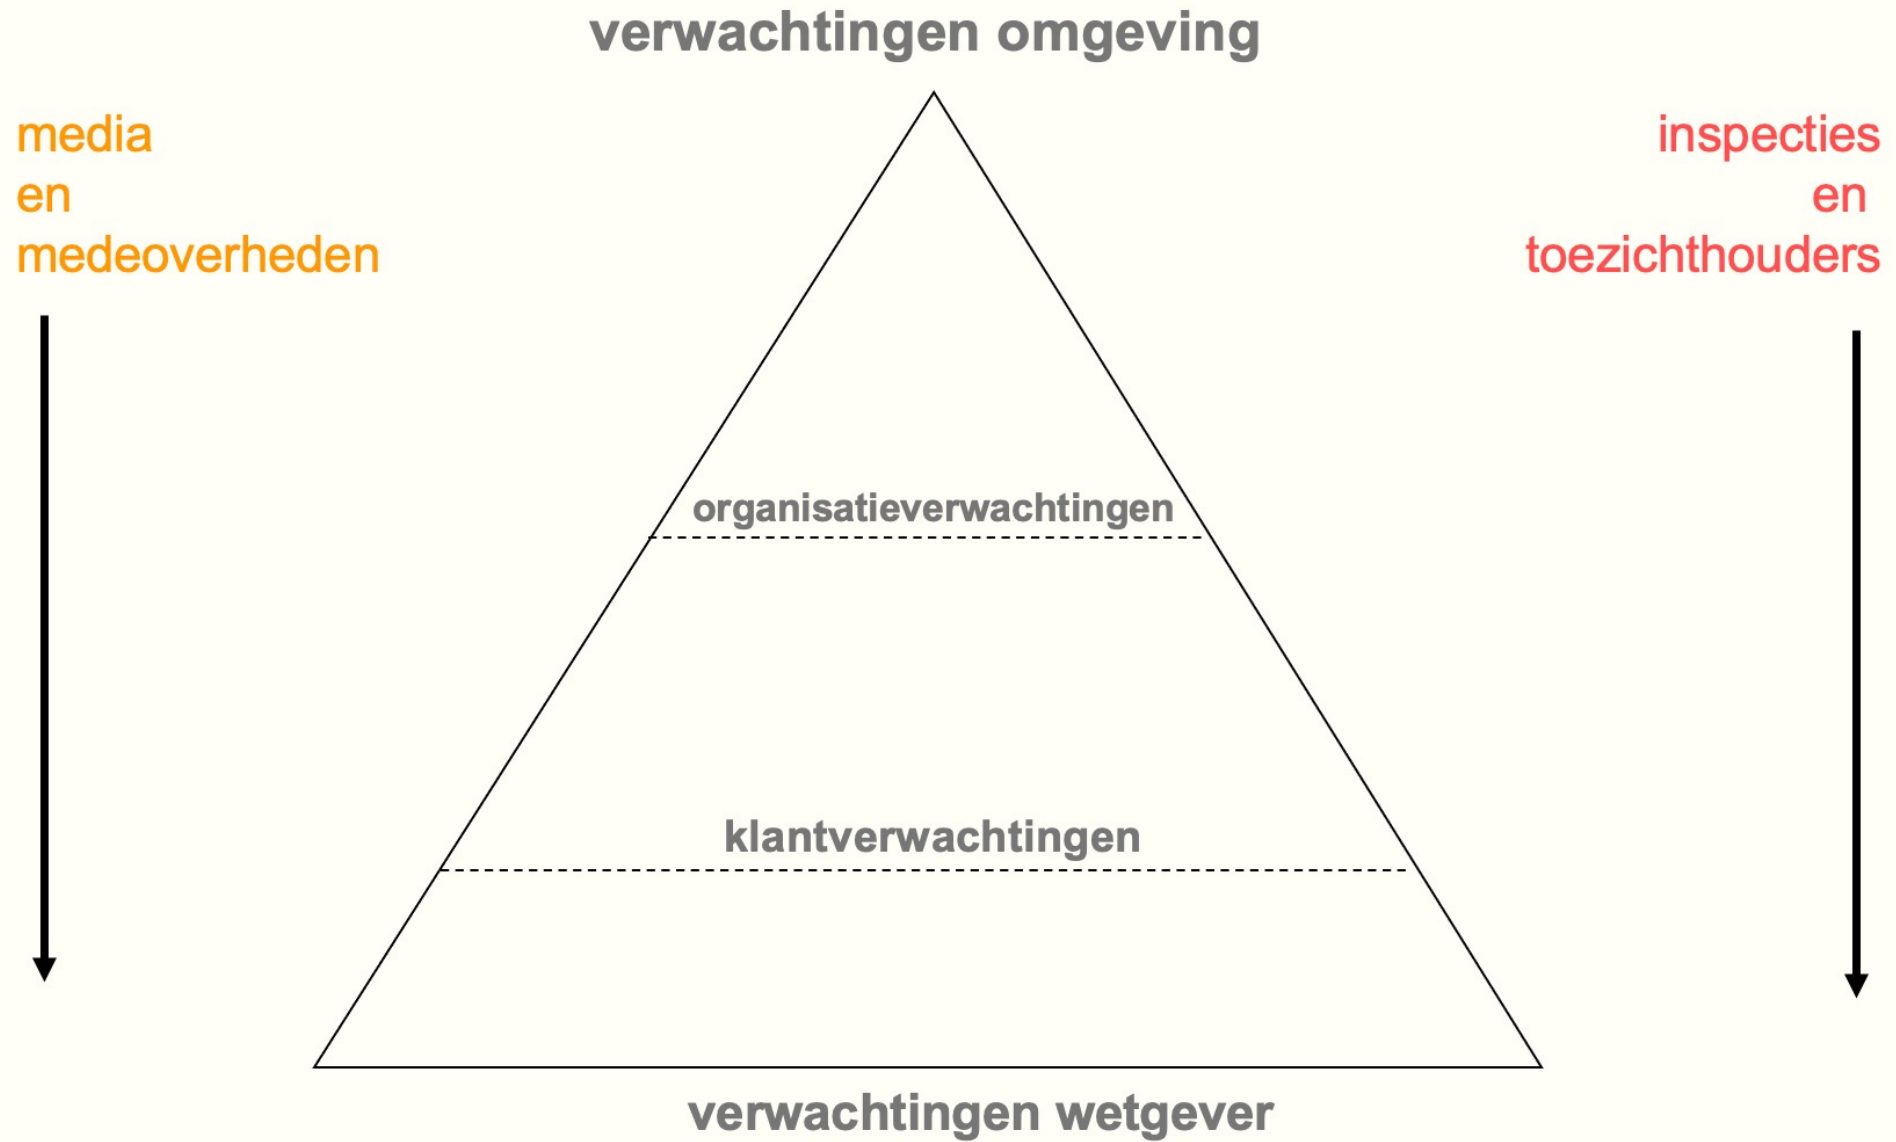 verwachtingen omgeving
media
en
medeoverheden
inspecties
en
toezichthouders
organisatieverwachtingen
klantverwachtingen
verwachtingen wetgever